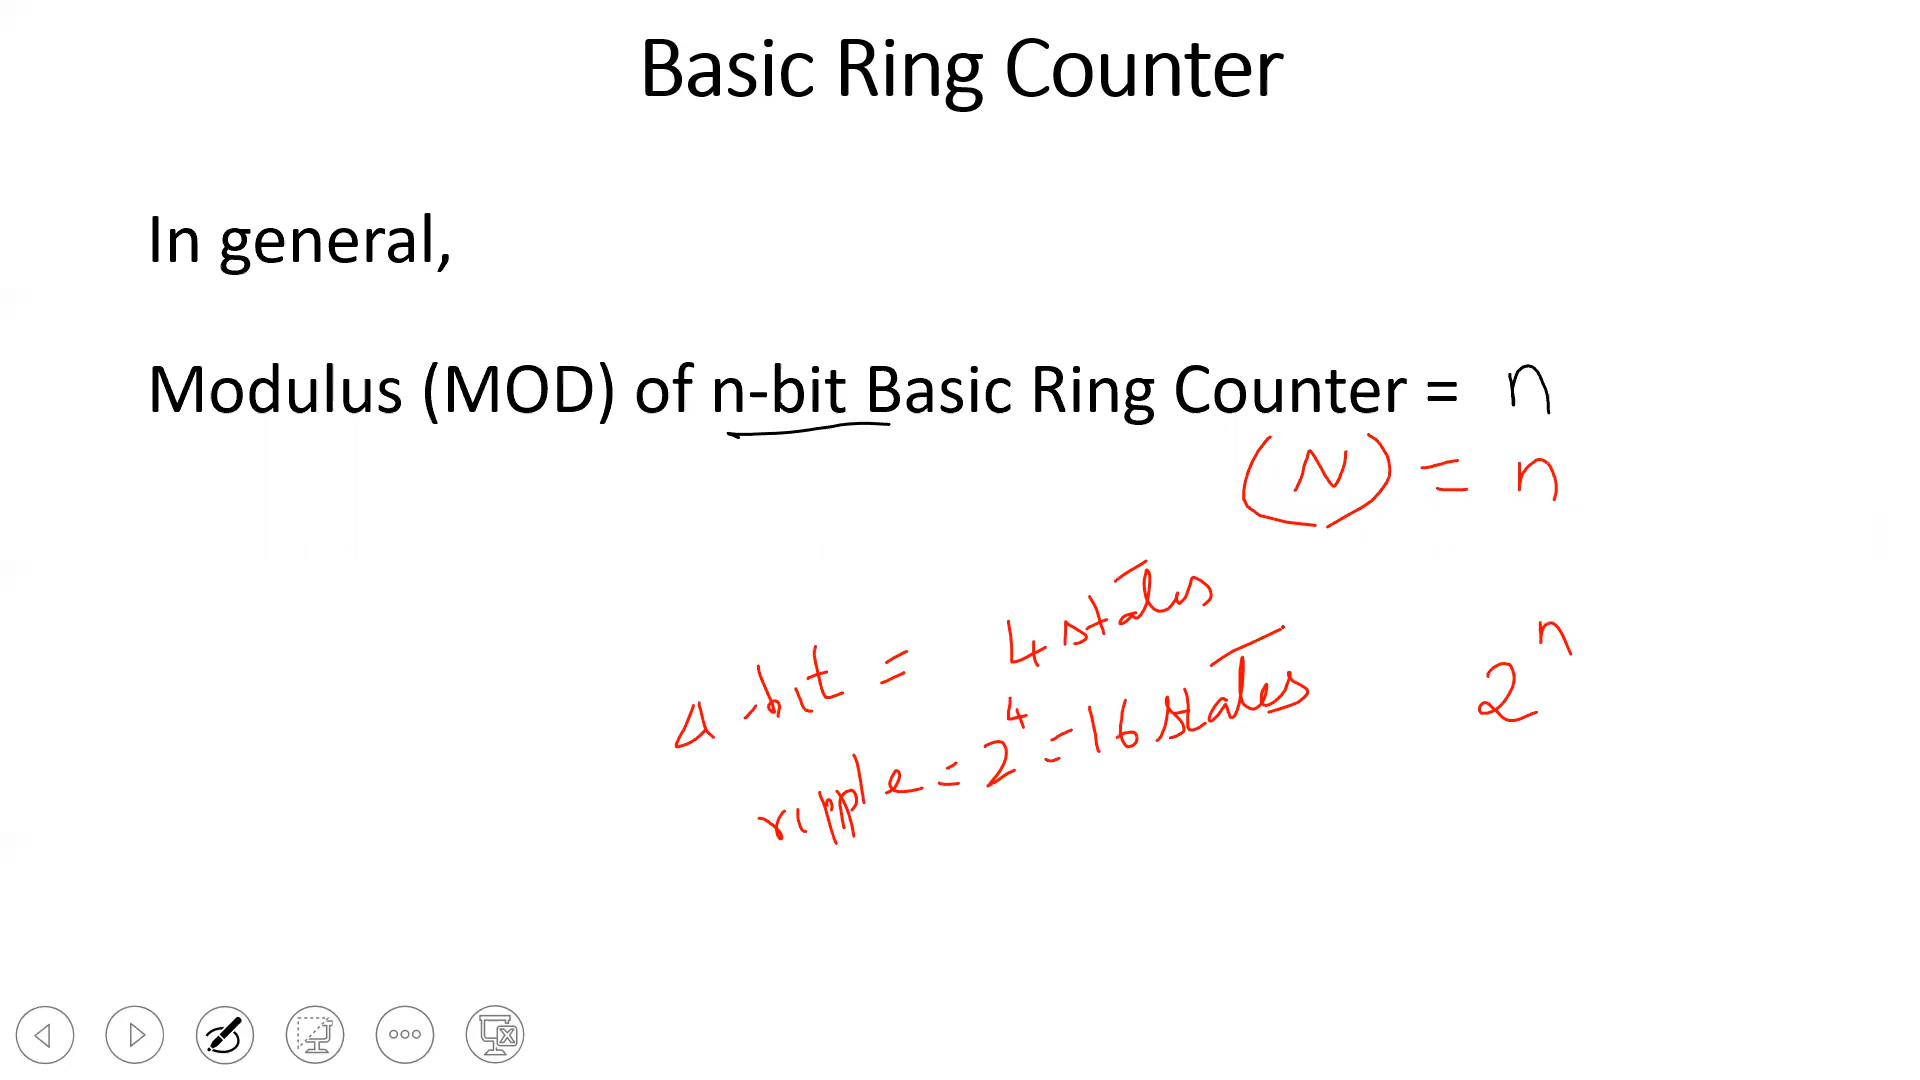 Basic Ring Counter
In general,
Modulus (MOD) of n-bit Basic Ring Counter = n
(N) = n
4-bit = 4 states
ripple = 2^4 = 16 states
2^n